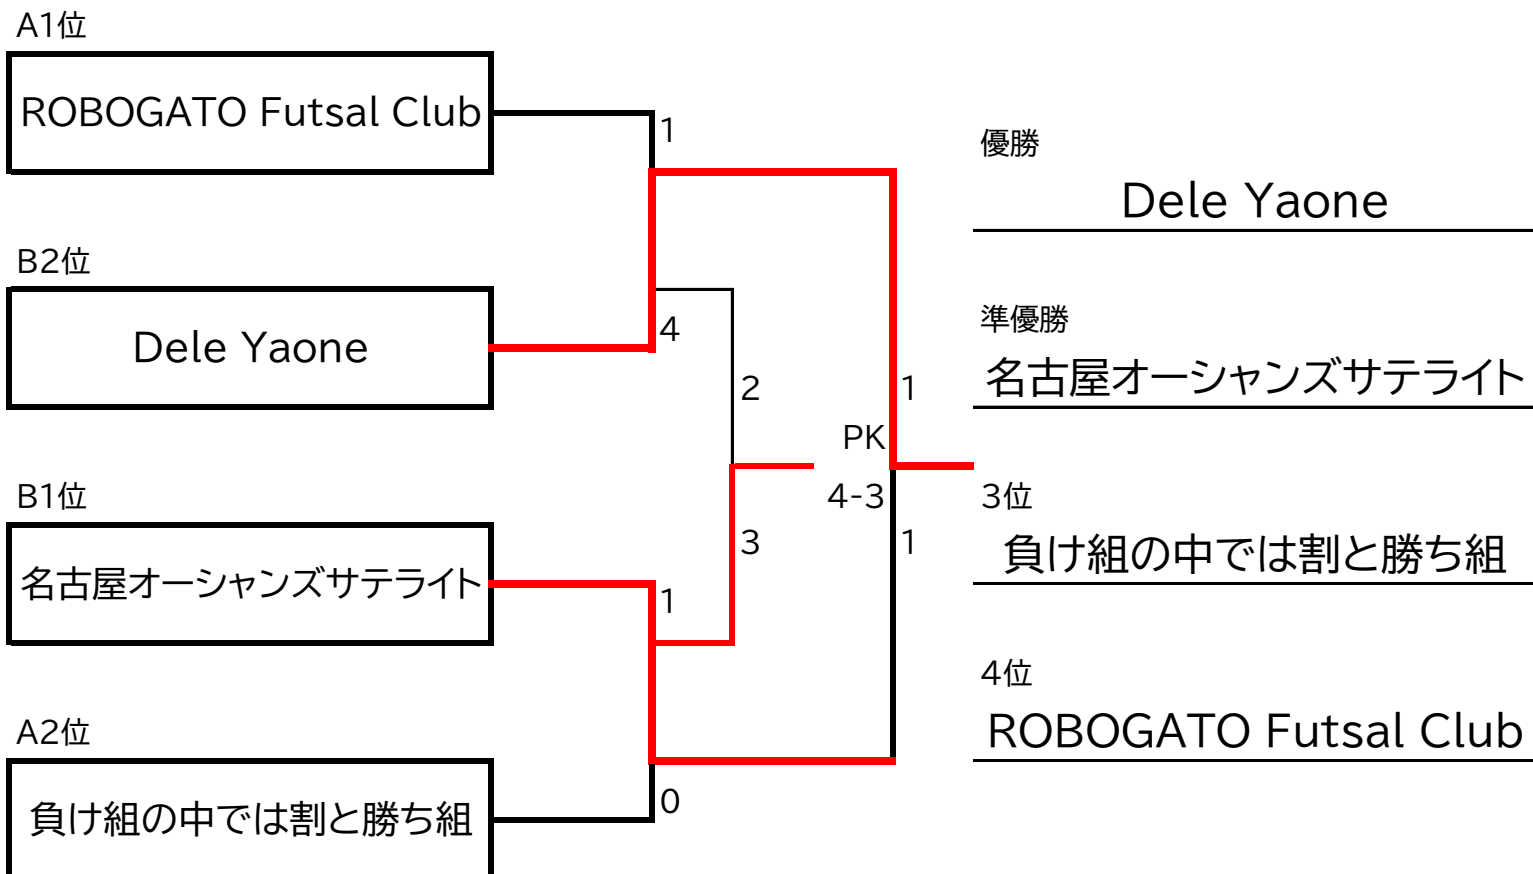 A1位
ROBOGATO Futsal Club
1
B2位
Dele Yaone
4
2
B1位
名古屋オーシャンズサテライト
1
3
A2位
負け組の中では割と勝ち組
0
1
PK
4-3
1
優勝
Dele Yaone
準優勝
名古屋オーシャンズサテライト
3位
負け組の中では割と勝ち組
4位
ROBOGATO Futsal Club